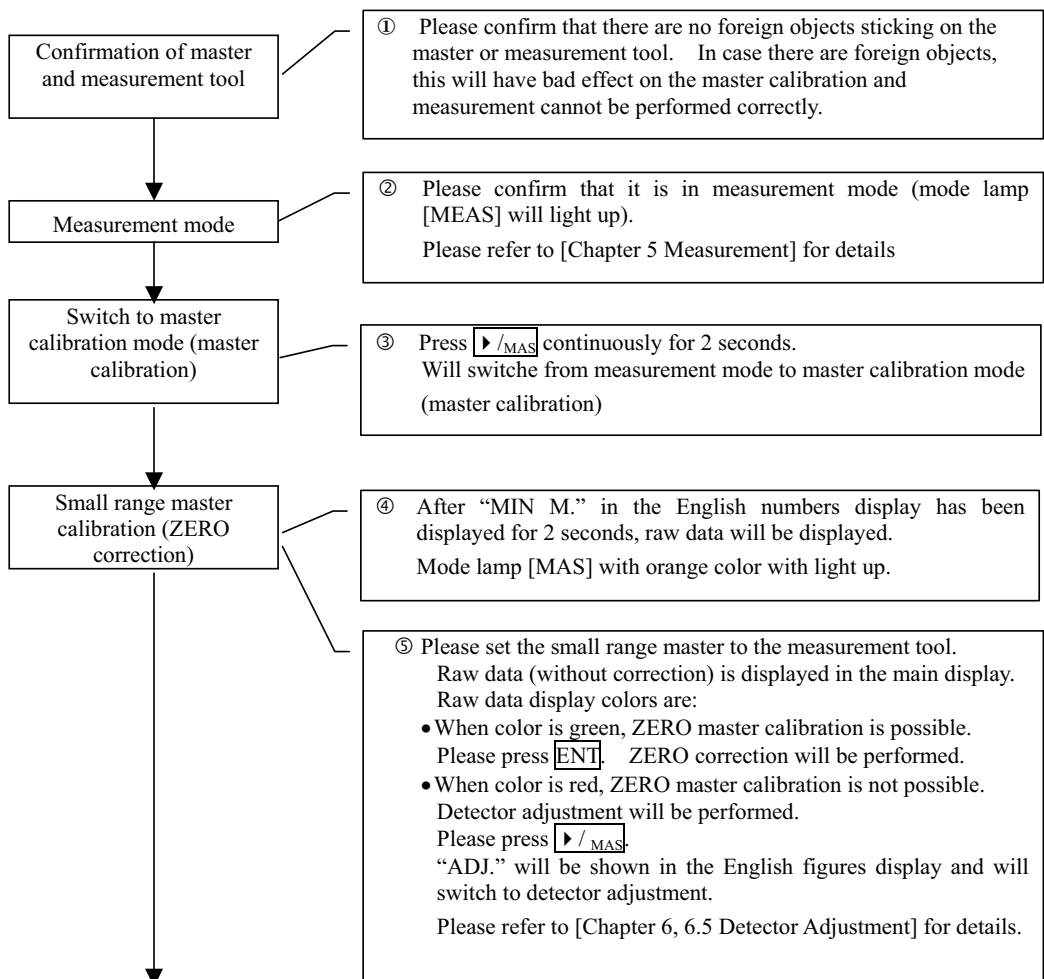 Confirmation of master
and measurement tool
① Please confirm that there are no foreign objects sticking on the
master or measurement tool. In case there are foreign objects,
this will have bad effect on the master calibration and
measurement cannot be performed correctly.
Measurement mode
② Please confirm that it is in measurement mode (mode lamp
[MEAS] will light up).
Please refer to [Chapter 5 Measurement] for details
Switch to master
calibration mode (master
calibration)
③ Press ▶/MAS continuously for 2 seconds.
Will switche from measurement mode to master calibration mode
(master calibration)
Small range master
calibration (ZERO
correction)
④ After “MIN M.” in the English numbers display has been
displayed for 2 seconds, raw data will be displayed.
Mode lamp [MAS] with orange color with light up.
⑤ Please set the small range master to the measurement tool.
Raw data (without correction) is displayed in the main display.
Raw data display colors are:
•When color is green, ZERO master calibration is possible.
Please press ENT. ZERO correction will be performed.
•When color is red, ZERO master calibration is not possible.
Detector adjustment will be performed.
Please press ▶/ MAS.
“ADJ.” will be shown in the English figures display and will
switch to detector adjustment.
Please refer to [Chapter 6, 6.5 Detector Adjustment] for details.